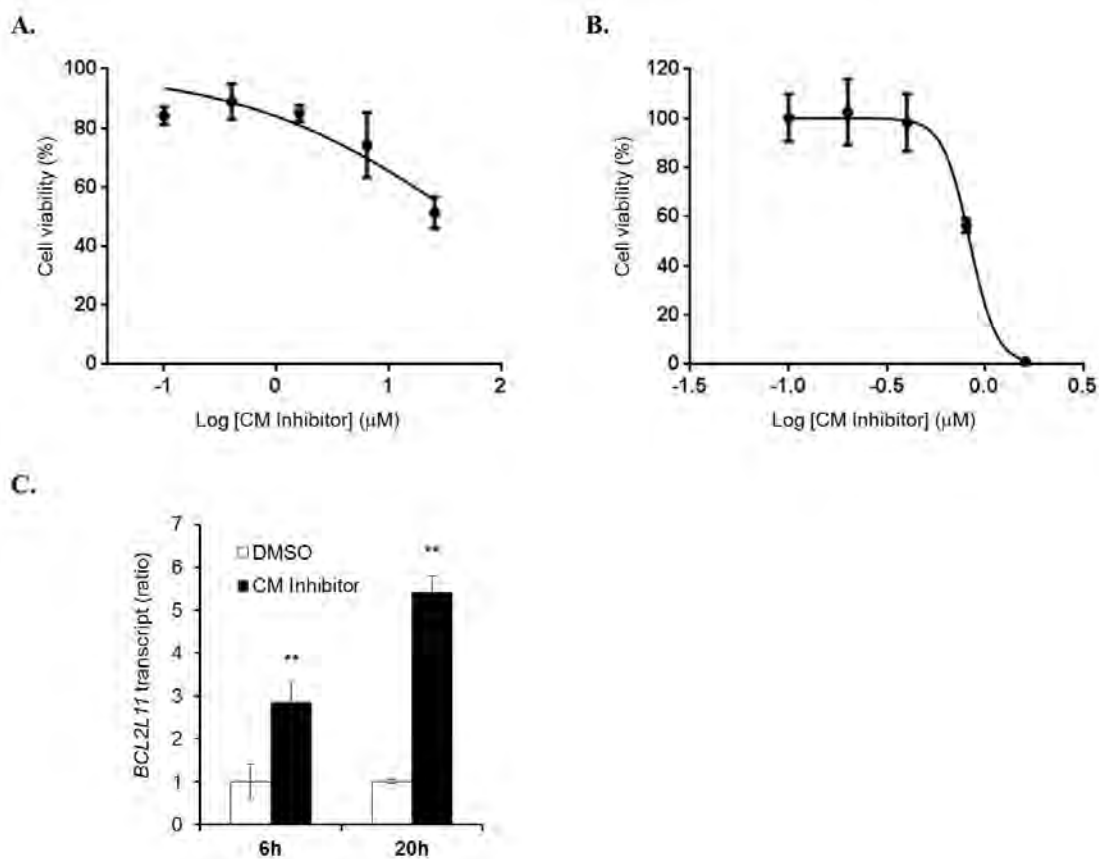 A.
100
80
60
40
20
0
Cell viability (%)
-1
0
1
2
Log [CM Inhibitor] (µM)
B.
120
100
80
60
40
20
0
Cell viability (%)
-1.5
-1.0
-0.5
0.0
0.5
Log [CM Inhibitor] (µM)
C.
7
6
5
4
3
2
1
0
BCL2L11 transcript (ratio)
DMSO
CM Inhibitor
**
**
6h
20h